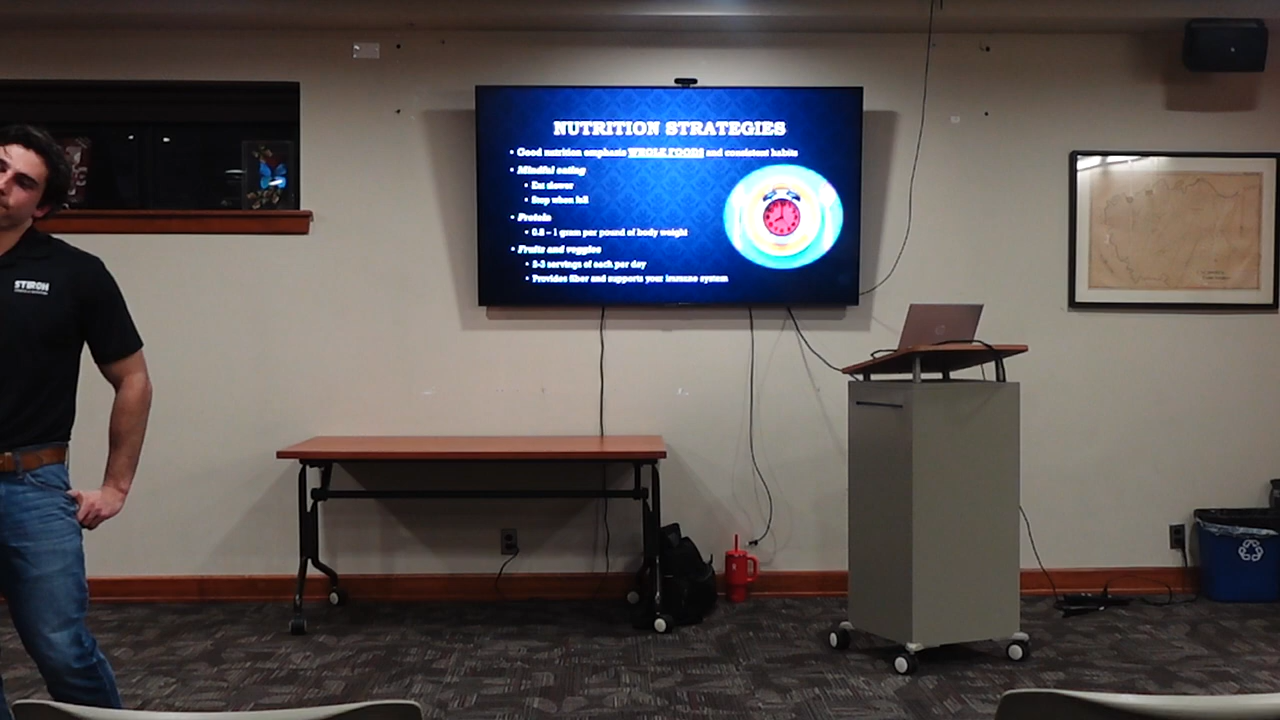 NUTRITION STRATEGIES
• Good nutrition emphasis WHOLE FOODS and consistent habits
• Mindful eating
• Eat slower
• Stop when full
• Protein
• 0.8 – 1 gram per pound of body weight
• Fruits and veggies
• 2-3 servings of each per day
• Provides fiber and supports your immune system